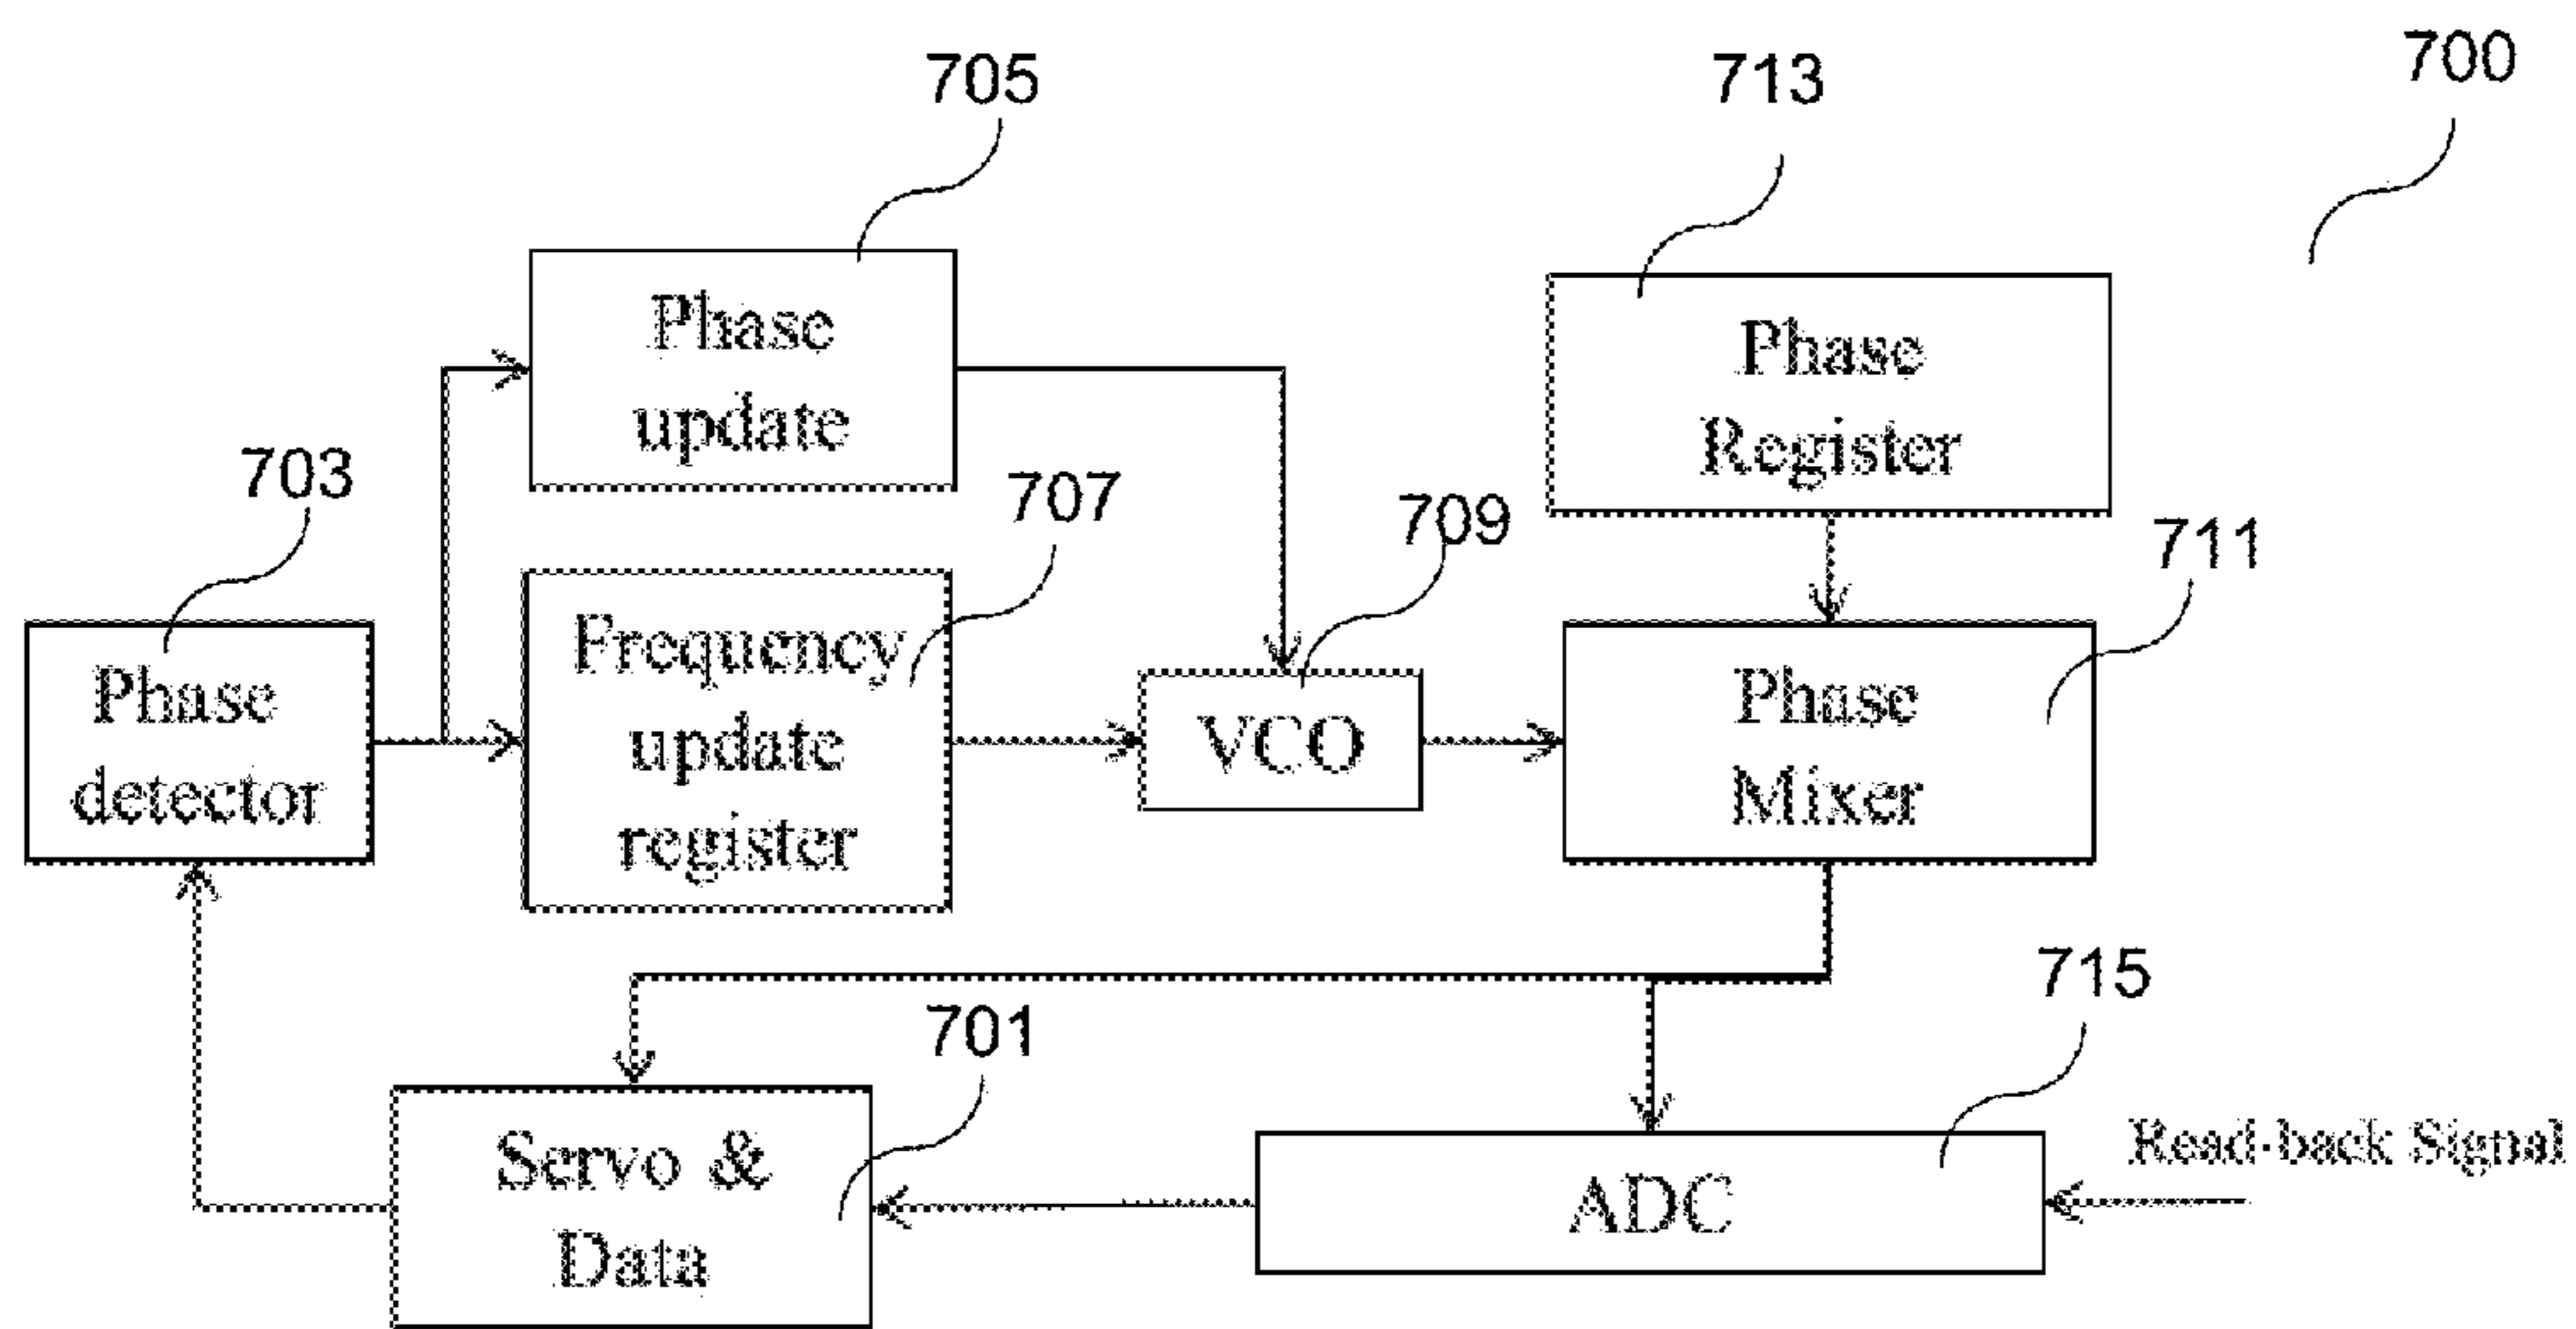 700
705
713
Phase
update
Phase
Register
703
707
709
711
Phase
detector
Frequency
update
register
VCO
Phase
Mixer
701
715
Servo &
Data
ADC
Read-back Signal